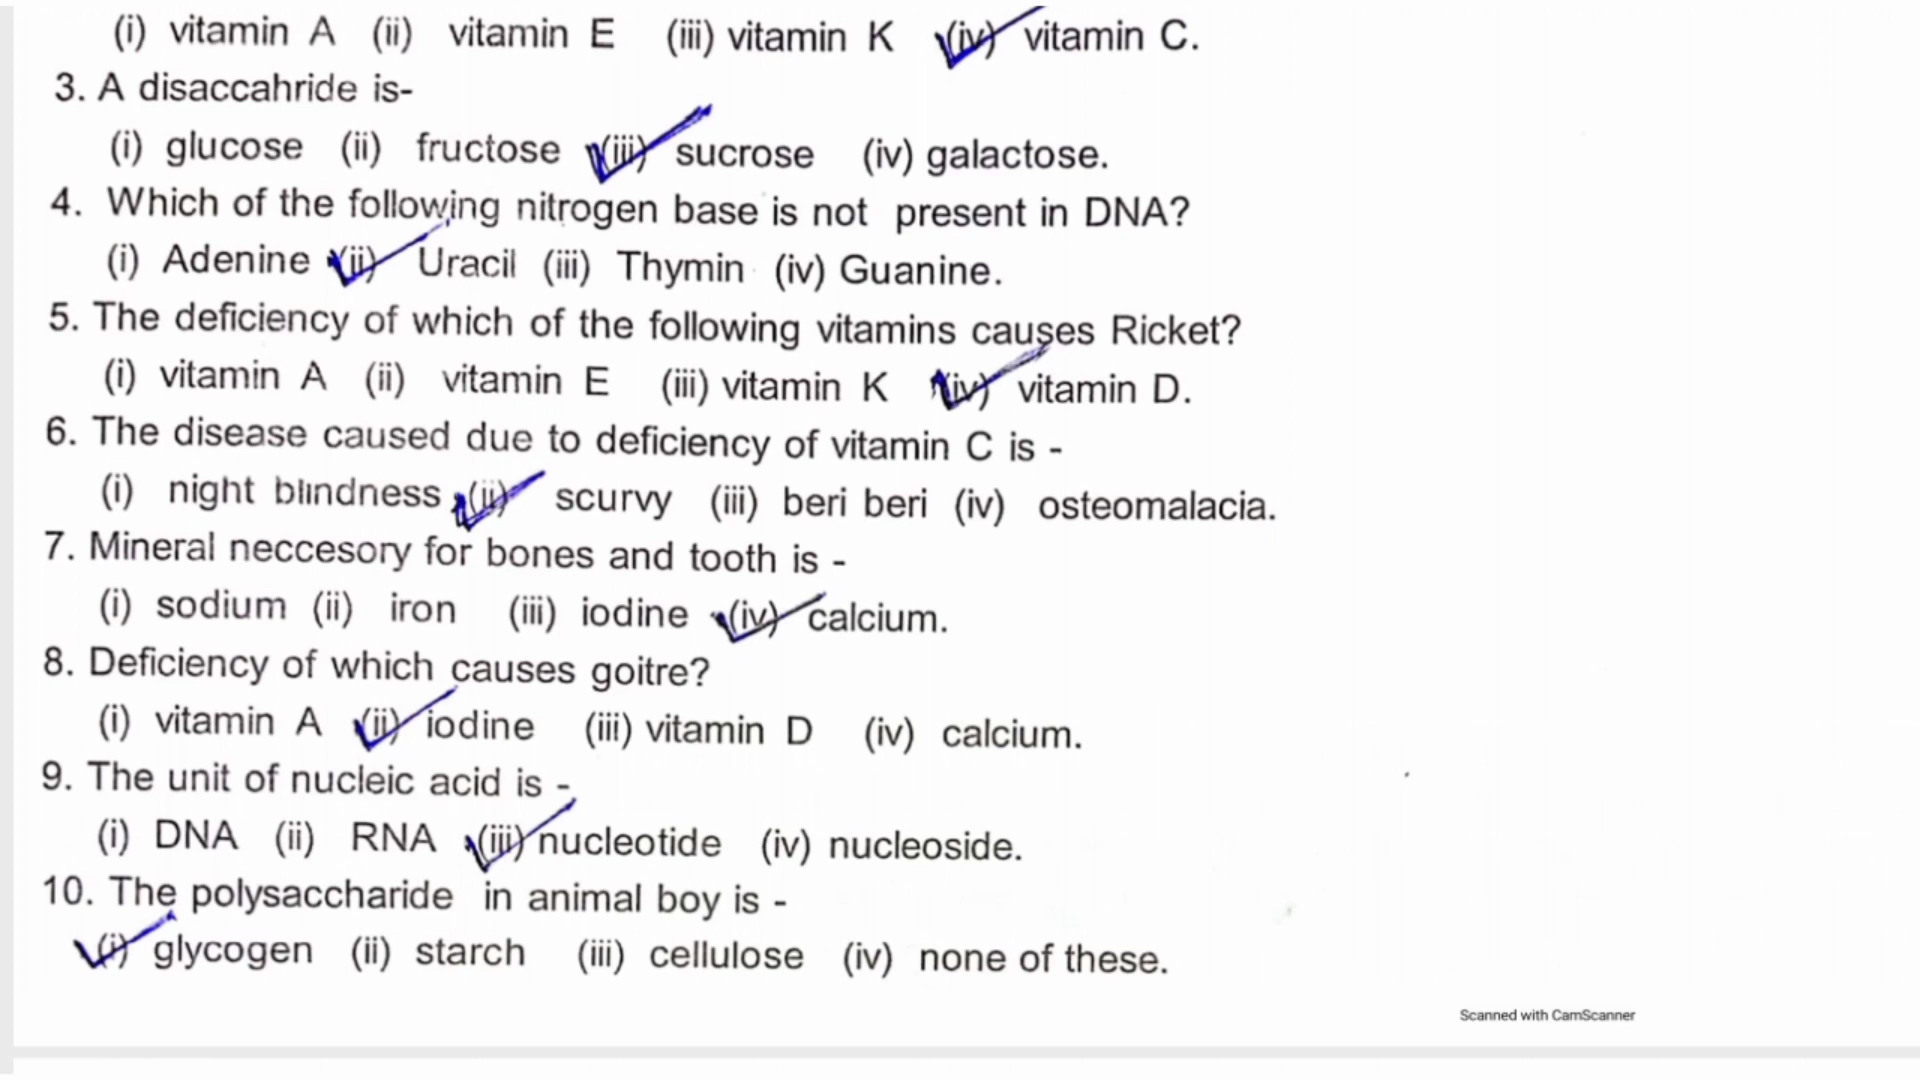 (i) vitamin A (ii) vitamin E (iii) vitamin K (iv) vitamin C.
3. A disaccahride is-
(i) glucose (ii) fructose (iii) sucrose (iv) galactose.
4. Which of the following nitrogen base is not present in DNA?
(i) Adenine (ii) Uracil (iii) Thymin (iv) Guanine.
5. The deficiency of which of the following vitamins causes Ricket?
(i) vitamin A (ii) vitamin E (iii) vitamin K (iv) vitamin D.
6. The disease caused due to deficiency of vitamin C is -
(i) night blindness (ii) scurvy (iii) beri beri (iv) osteomalacia.
7. Mineral neccesory for bones and tooth is -
(i) sodium (ii) iron (iii) iodine (iv) calcium.
8. Deficiency of which causes goitre?
(i) vitamin A (ii) iodine (iii) vitamin D (iv) calcium.
9. The unit of nucleic acid is -
(i) DNA (ii) RNA (iii) nucleotide (iv) nucleoside.
10. The polysaccharide in animal boy is -
(i) glycogen (ii) starch (iii) cellulose (iv) none of these.
Scanned with CamScanner